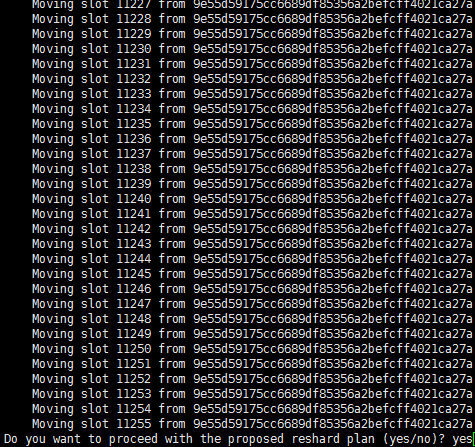 Moving slot 11227 from 9e55d59175cc6689df85356a2befcff4021ca27a
Moving slot 11228 from 9e55d59175cc6689df85356a2befcff4021ca27a
Moving slot 11229 from 9e55d59175cc6689df85356a2befcff4021ca27a
Moving slot 11230 from 9e55d59175cc6689df85356a2befcff4021ca27a
Moving slot 11231 from 9e55d59175cc6689df85356a2befcff4021ca27a
Moving slot 11232 from 9e55d59175cc6689df85356a2befcff4021ca27a
Moving slot 11233 from 9e55d59175cc6689df85356a2befcff4021ca27a
Moving slot 11234 from 9e55d59175cc6689df85356a2befcff4021ca27a
Moving slot 11235 from 9e55d59175cc6689df85356a2befcff4021ca27a
Moving slot 11236 from 9e55d59175cc6689df85356a2befcff4021ca27a
Moving slot 11237 from 9e55d59175cc6689df85356a2befcff4021ca27a
Moving slot 11238 from 9e55d59175cc6689df85356a2befcff4021ca27a
Moving slot 11239 from 9e55d59175cc6689df85356a2befcff4021ca27a
Moving slot 11240 from 9e55d59175cc6689df85356a2befcff4021ca27a
Moving slot 11241 from 9e55d59175cc6689df85356a2befcff4021ca27a
Moving slot 11242 from 9e55d59175cc6689df85356a2befcff4021ca27a
Moving slot 11243 from 9e55d59175cc6689df85356a2befcff4021ca27a
Moving slot 11244 from 9e55d59175cc6689df85356a2befcff4021ca27a
Moving slot 11245 from 9e55d59175cc6689df85356a2befcff4021ca27a
Moving slot 11246 from 9e55d59175cc6689df85356a2befcff4021ca27a
Moving slot 11247 from 9e55d59175cc6689df85356a2befcff4021ca27a
Moving slot 11248 from 9e55d59175cc6689df85356a2befcff4021ca27a
Moving slot 11249 from 9e55d59175cc6689df85356a2befcff4021ca27a
Moving slot 11250 from 9e55d59175cc6689df85356a2befcff4021ca27a
Moving slot 11251 from 9e55d59175cc6689df85356a2befcff4021ca27a
Moving slot 11252 from 9e55d59175cc6689df85356a2befcff4021ca27a
Moving slot 11253 from 9e55d59175cc6689df85356a2befcff4021ca27a
Moving slot 11254 from 9e55d59175cc6689df85356a2befcff4021ca27a
Moving slot 11255 from 9e55d59175cc6689df85356a2befcff4021ca27a
Do you want to proceed with the proposed reshard plan (yes/no)? yes